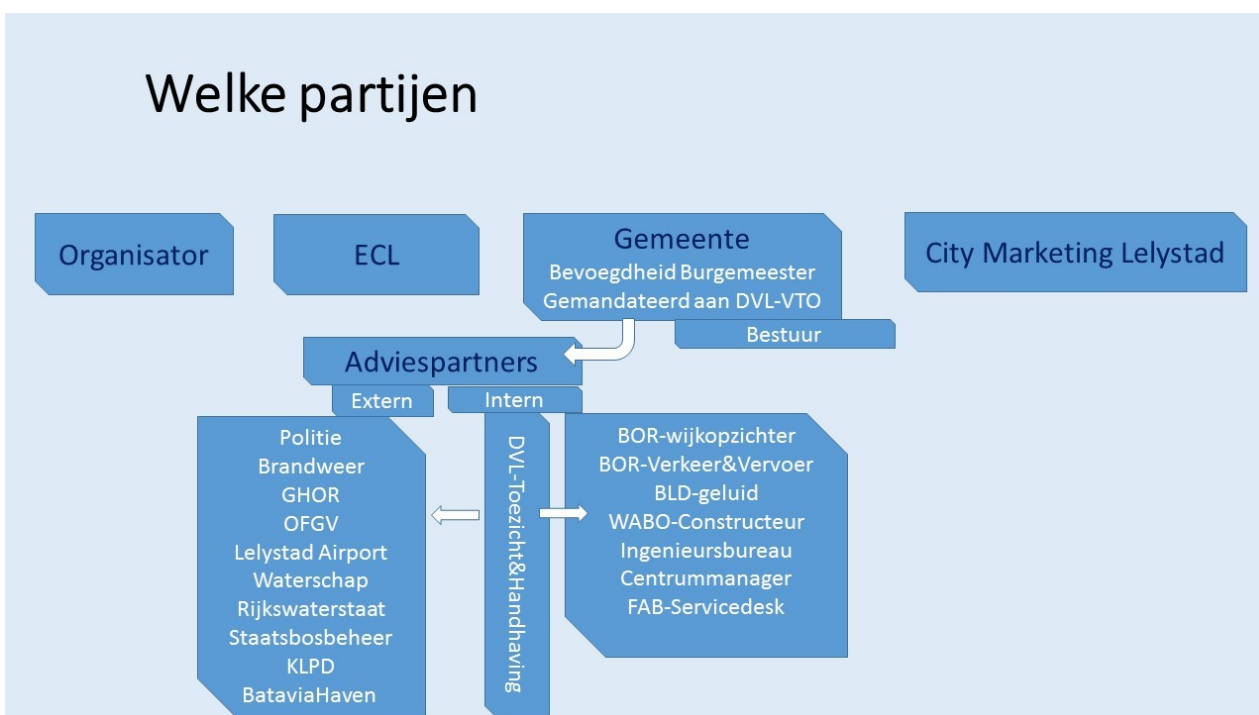 Welke partijen
Organisator
ECL
Gemeente
Bevoegdheid Burgemeester
Gemandateerd aan DVL-VTO
City Marketing Lelystad
Bestuur
Adviespartners
Extern
Intern
Politie
Brandweer
GHOR
OFGV
Lelystad Airport
Waterschap
Rijkswaterstaat
Staatsbosbeheer
KLPD
BataviaHaven
DVL-Toezicht&Handhaving
BOR-wijkopzichter
BOR-Verkeer&Vervoer
BLD-geluid
WABO-Constructeur
Ingenieursbureau
Centrummanager
FAB-Servicedesk